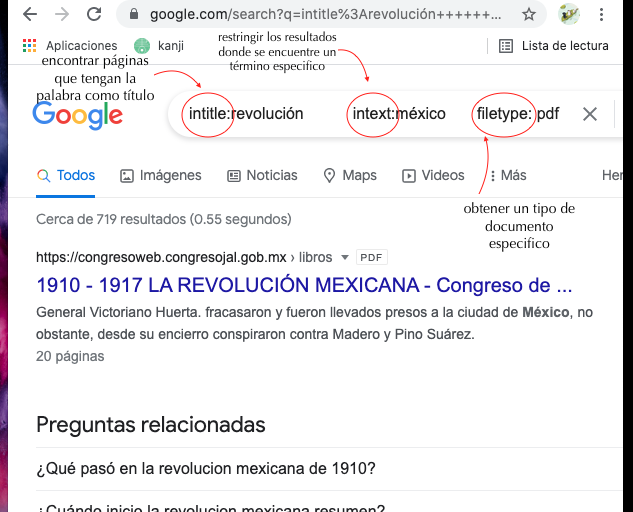 google.com/search?q=intitle%3Arevolución++++++...
Aplicaciones
kanji
Lista de lectura
restringir los resultados
donde se encuentre un
término especifico
encontrar páginas
que tengan la
palabra como título
Google
intitle:revolución intext:méxico filetype: pdf
Todos Imágenes Noticias Maps Videos Más Her
obtener un tipo de
documento
especifico
Cerca de 719 resultados (0.55 segundos)
https://congresoweb.congresojal.gob.mx › libros PDF
1910 - 1917 LA REVOLUCIÓN MEXICANA - Congreso de ...
General Victoriano Huerta. fracasaron y fueron llevados presos a la ciudad de México, no
obstante, desde su encierro conspiraron contra Madero y Pino Suárez.
20 páginas
Preguntas relacionadas
¿Qué pasó en la revolucion mexicana de 1910?
¿Cuándo inicio la revolucion mexicana resumen?